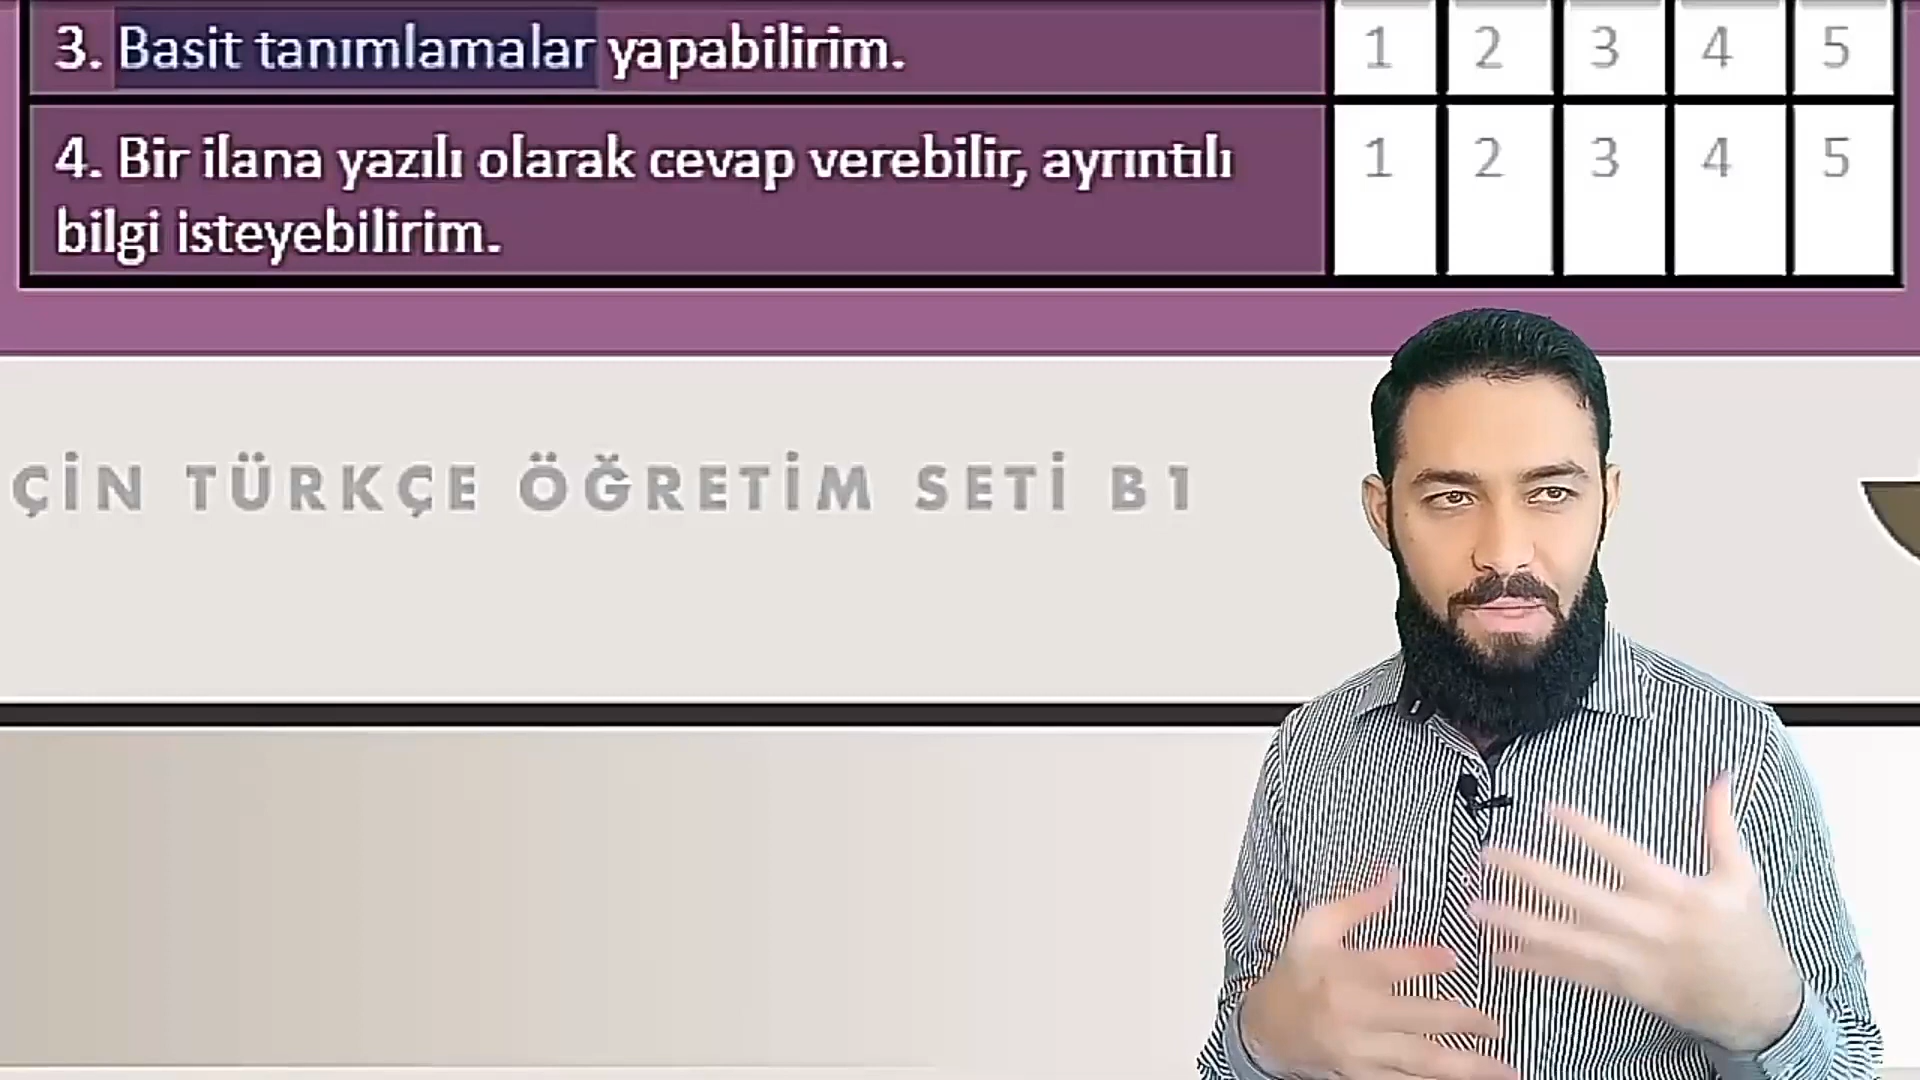 3. Basit tanımlamalar yapabilirim.
1 2 3 4 5
4. Bir ilana yazılı olarak cevap verebilir, ayrıntılı
bilgi isteyebilirim.
1 2 3 4 5
ÇİN TÜRKÇE ÖĞRETİM SETİ B1